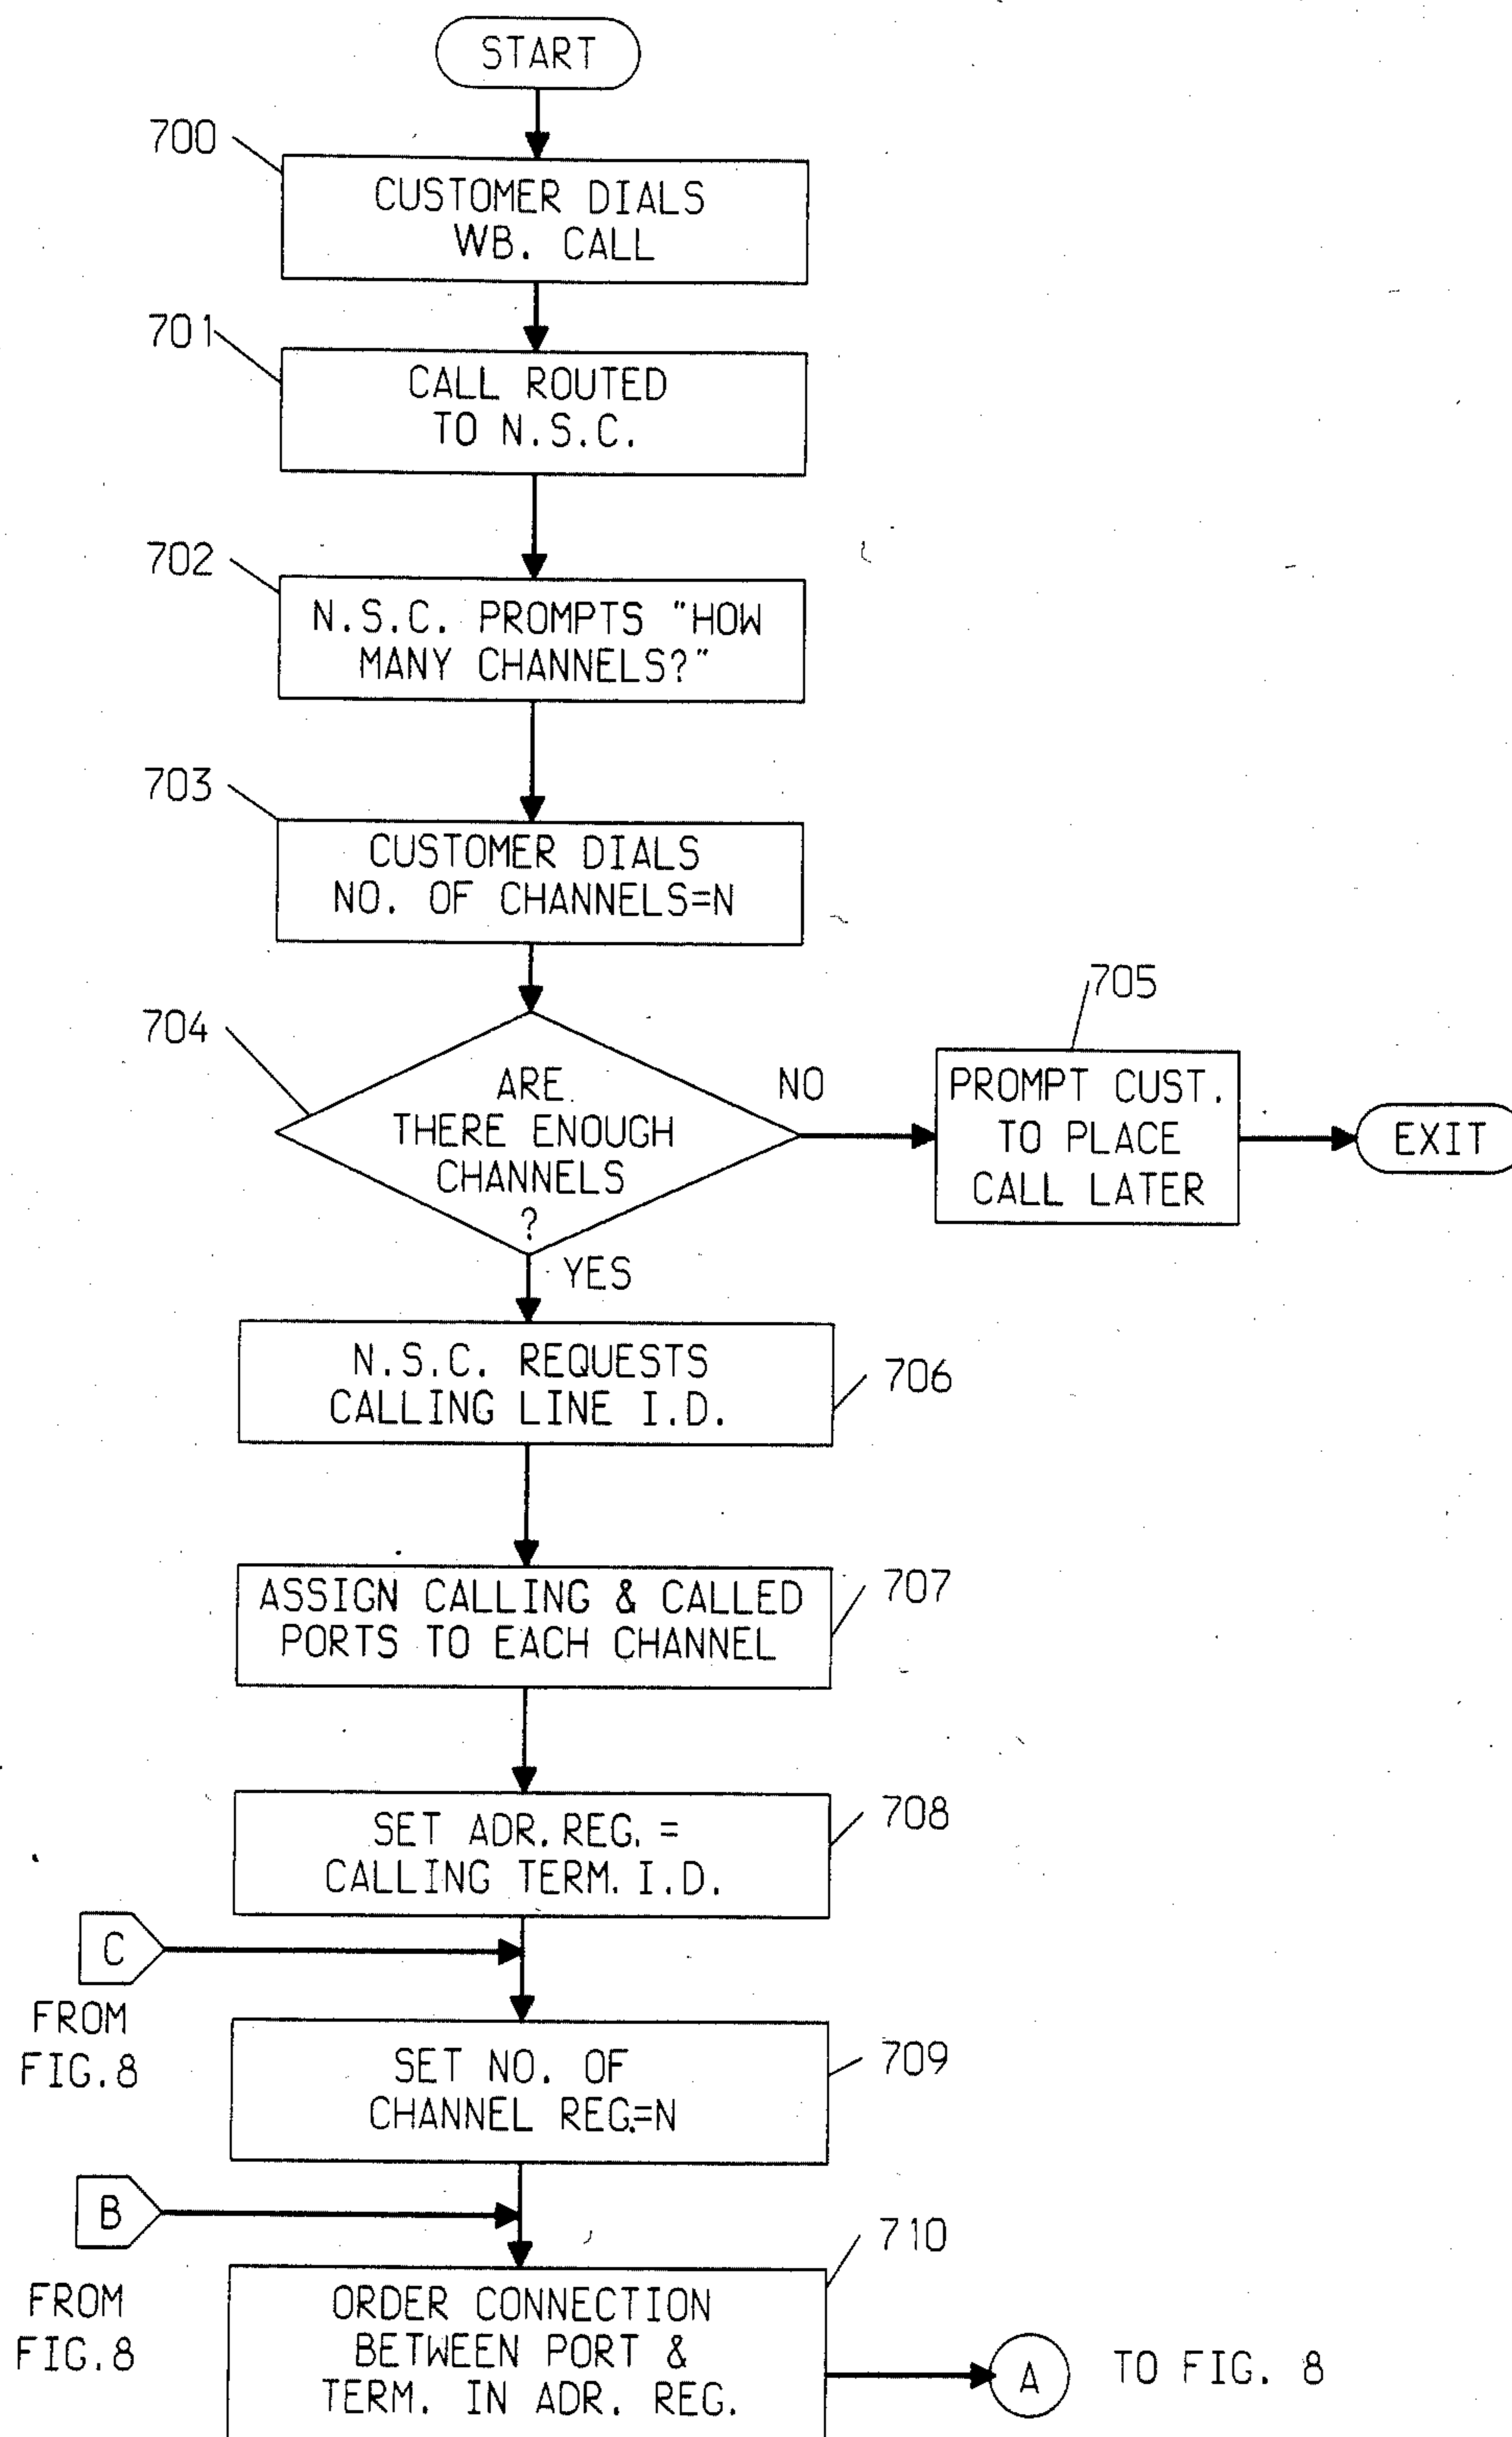 START
700
CUSTOMER DIALS
WB. CALL
701
CALL ROUTED
TO N.S.C.
702
N.S.C. PROMPTS "HOW
MANY CHANNELS?"
703
CUSTOMER DIALS
NO. OF CHANNELS=N
704
ARE
THERE ENOUGH
CHANNELS
?
NO
705
PROMPT CUST.
TO PLACE
CALL LATER
EXIT
YES
706
N.S.C. REQUESTS
CALLING LINE I.D.
707
ASSIGN CALLING & CALLED
PORTS TO EACH CHANNEL
708
SET ADR. REG. =
CALLING TERM. I.D.
C
FROM
FIG.8
709
SET NO. OF
CHANNEL REG.=N
B
FROM
FIG.8
710
ORDER CONNECTION
BETWEEN PORT &
TERM. IN ADR. REG.
A
TO FIG. 8